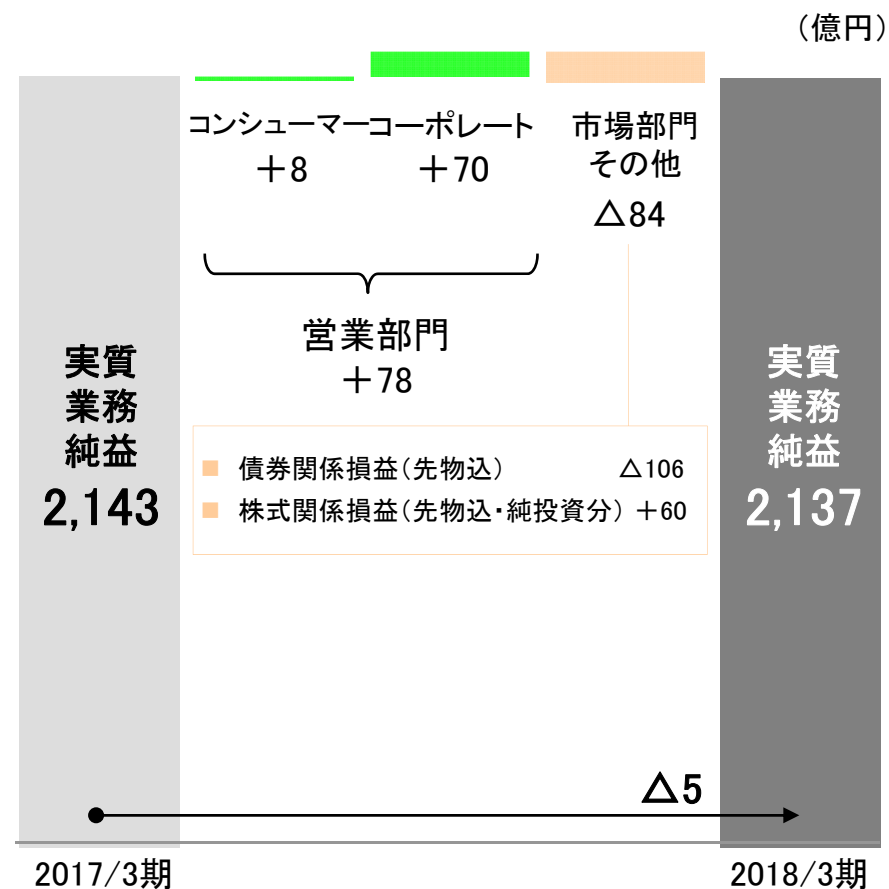 （億円）
コンシューマー
＋8
コーポレート
＋70
市場部門
その他
△84
営業部門
＋78
実質
業務
純益
2,143
■ 債券関係損益（先物込） △106
■ 株式関係損益（先物込・純投資分） ＋60
実質
業務
純益
2,137
△5
2017/3期
2018/3期